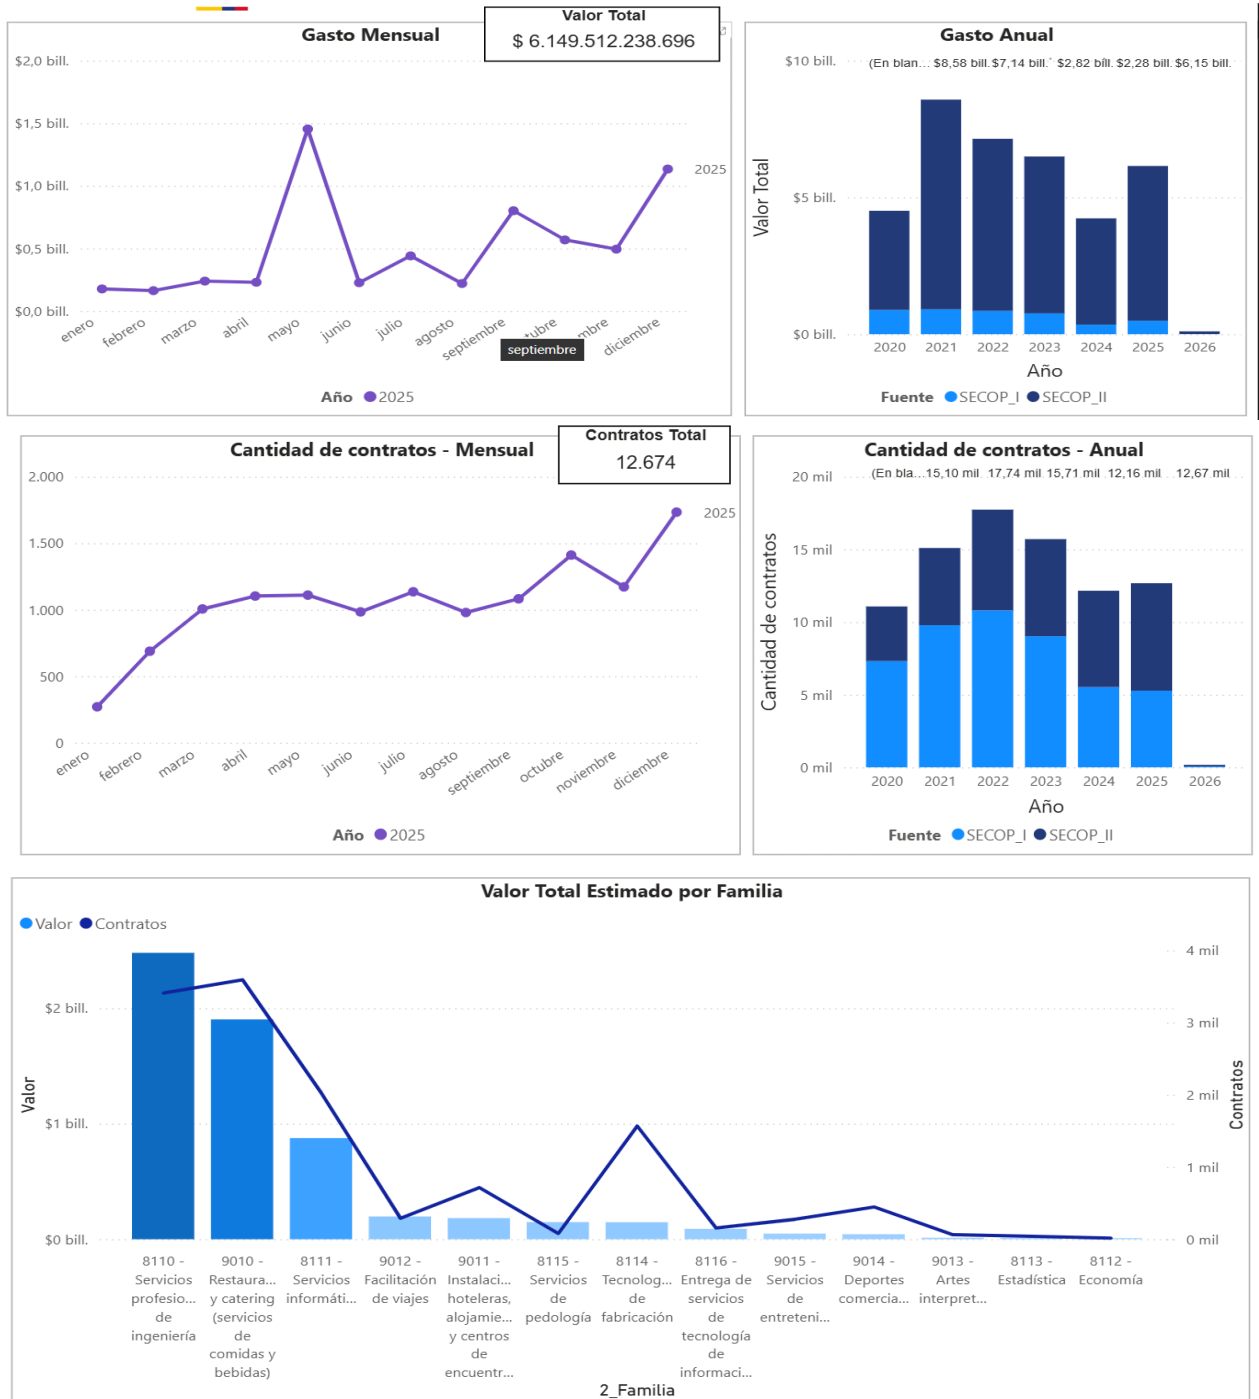 Gasto Mensual
Valor Total
$ 6.149.512.238.696
$2,0 bill.
$1,5 bill.
$1,0 bill.
$0,5 bill.
$0,0 bill.
2025
enero
febrero
marzo
abril
mayo
junio
julio
agosto
septiembre
diciembre
septiembre
Año 2025
Gasto Anual
(En blan… $8,58 bill. $7,14 bill. $2,82 bill. $2,28 bill. $6,15 bill.
$10 bill.
$5 bill.
$0 bill.
Valor Total
2020 2021 2022 2023 2024 2025 2026
Año
Fuente SECOP_I SECOP_II
Cantidad de contratos - Mensual
Contratos Total
12.674
2.000
1.500
1.000
500
0
2025
enero
febrero
marzo
abril
mayo
junio
julio
agosto
septiembre
octubre
noviembre
diciembre
Año 2025
Cantidad de contratos - Anual
(En bla… 15,10 mil 17,74 mil 15,71 mil 12,16 mil 12,67 mil
20 mil
15 mil
10 mil
5 mil
0 mil
Cantidad de contratos
2020 2021 2022 2023 2024 2025 2026
Año
Fuente SECOP_I SECOP_II
Valor Total Estimado por Familia
Valor Contratos
$2 bill.
$1 bill.
$0 bill.
Valor
4 mil
3 mil
2 mil
1 mil
0 mil
Contratos
8110 -
Servicios
profesio…
de
ingeniería
9010 -
Restaura…
y catering
(servicios
de
comidas y
bebidas)
8111 -
Servicios
informáti…
9012 -
Facilitación
de viajes
9011 -
Instalaci…
hoteleras,
alojamie…
y centros
de
encuentr…
8115 -
Servicios
de
pedología
8114 -
Tecnolog…
de
fabricación
8116 -
Entrega de
servicios
de
tecnología
de
informaci…
9015 -
Servicios
de
entreteni…
9014 -
Deportes
comercia…
9013 -
Artes
interpret…
8113 -
Estadística
8112 -
Economía
2_Familia